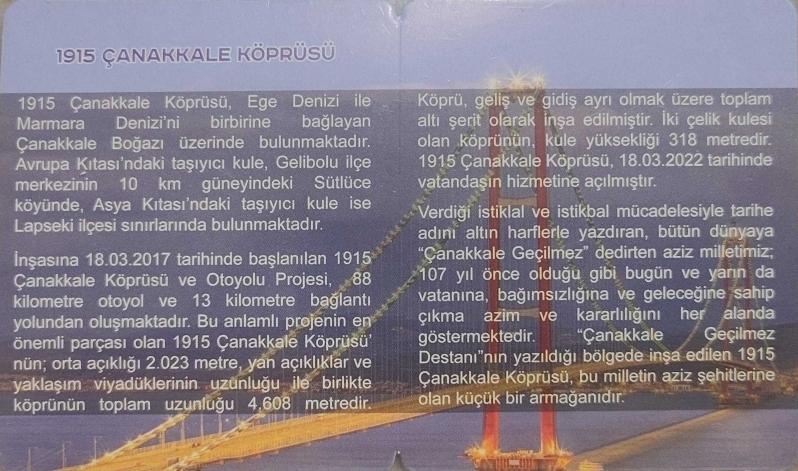 1915 ÇANAKKALE KÖPRÜSÜ
1915 Çanakkale Köprüsü, Ege Denizi ile
Marmara Denizi'ni birbirine bağlayan
Çanakkale Boğazı üzerinde bulunmaktadır.
Avrupa Kıtası'ndaki taşıyıcı kule, Gelibolu ilçe
merkezinin 10 km güneyindeki Sütlüce
köyünde, Asya Kıtası'ndaki taşıyıcı kule ise
Lapseki ilçesi sınırlarında bulunmaktadır.
İnşasına 18.03.2017 tarihinde başlanılan 1915
Çanakkale Köprüsü ve Otoyolu Projesi, 88
kilometre otoyol ve 13 kilometre bağlantı
yolundan oluşmaktadır. Bu anlamlı projenin en
önemli parçası olan 1915 Çanakkale Köprüsü'
nün; orta açıklığı 2.023 metre, yan açıklıklar ve
yaklaşım viyadüklerinin uzunluğu ile birlikte
köprünün toplam uzunluğu 4.608 metredir.
Köprü, geliş ve gidiş ayrı olmak üzere toplam
altı şerit olarak inşa edilmiştir. İki çelik kulesi
olan köprünün, kule yüksekliği 318 metredir.
1915 Çanakkale Köprüsü, 18.03.2022 tarihinde
vatandaşın hizmetine açılmıştır.
Verdiği istiklal ve istikbal mücadelesiyle tarihe
adını altın harflerle yazdıran, bütün dünyaya
“Çanakkale Geçilmez” dedirten aziz milletimiz;
107 yıl önce olduğu gibi bugün ve yarın da
vatanına, bağımsızlığına ve geleceğine sahip
çıkma azim ve kararlılığını her alanda
göstermektedir. “Çanakkale Geçilmez
Destanı”nın yazıldığı bölgede inşa edilen 1915
Çanakkale Köprüsü, bu milletin aziz şehitlerine
olan küçük bir armağanıdır.